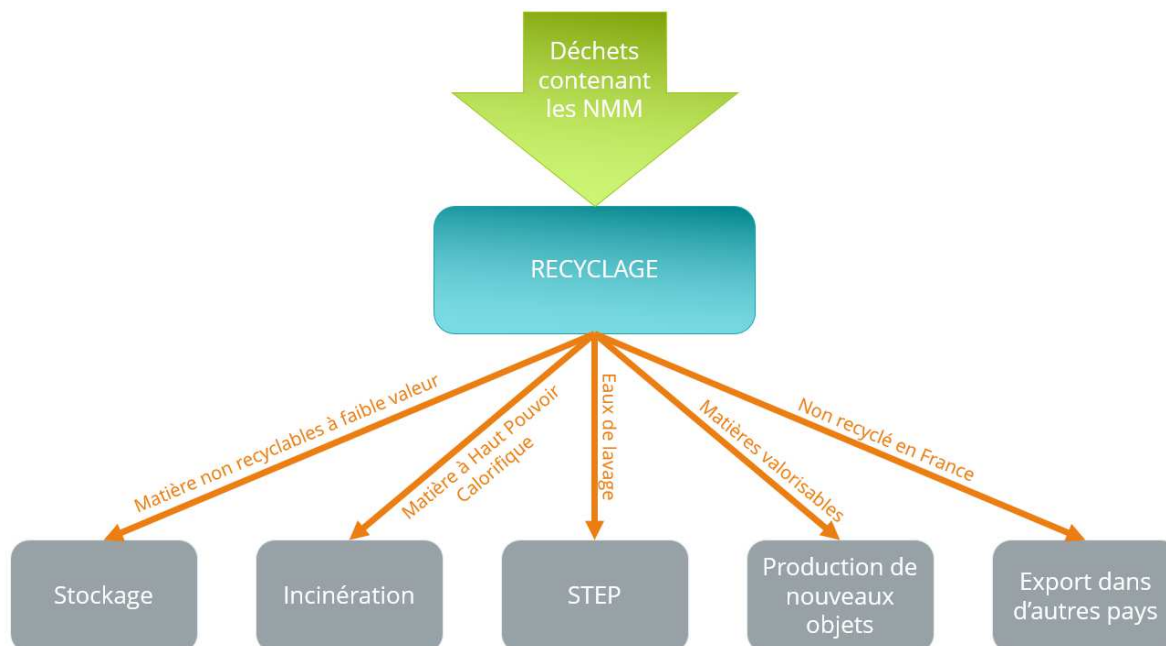 Déchets
contenant
les NMM
RECYCLAGE
Matière non recyclables à faible valeur
Matière à Haut Pouvoir
Calorifique
Eaux de lavage
Matières valorisables
Non recyclé en France
Stockage
Incinération
STEP
Production de
nouveaux
objets
Export dans
d’autres pays